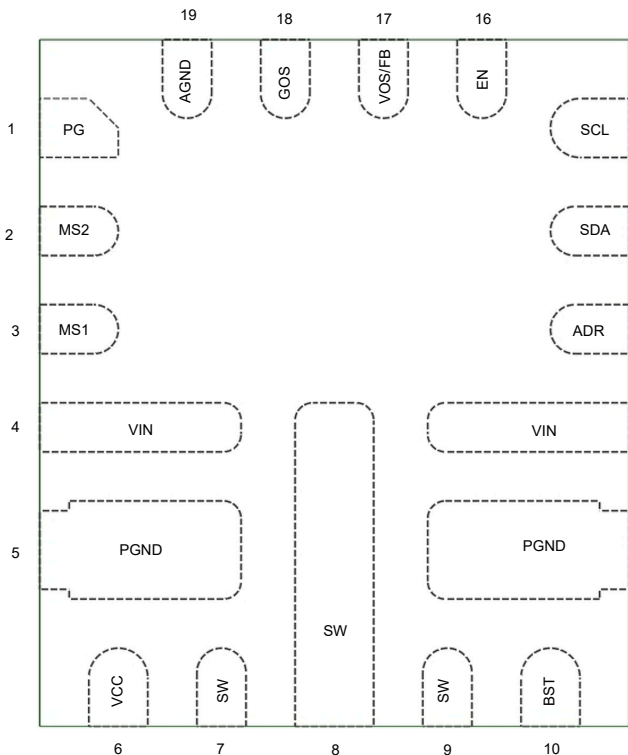 19 18 17 16
AGND GOS VOS/FB EN
1 PG SCL
2 MS2 SDA
3 MS1 ADR
4 VIN VIN
5 PGND PGND
SW
VCC SW SW BST
6 7 8 9 10